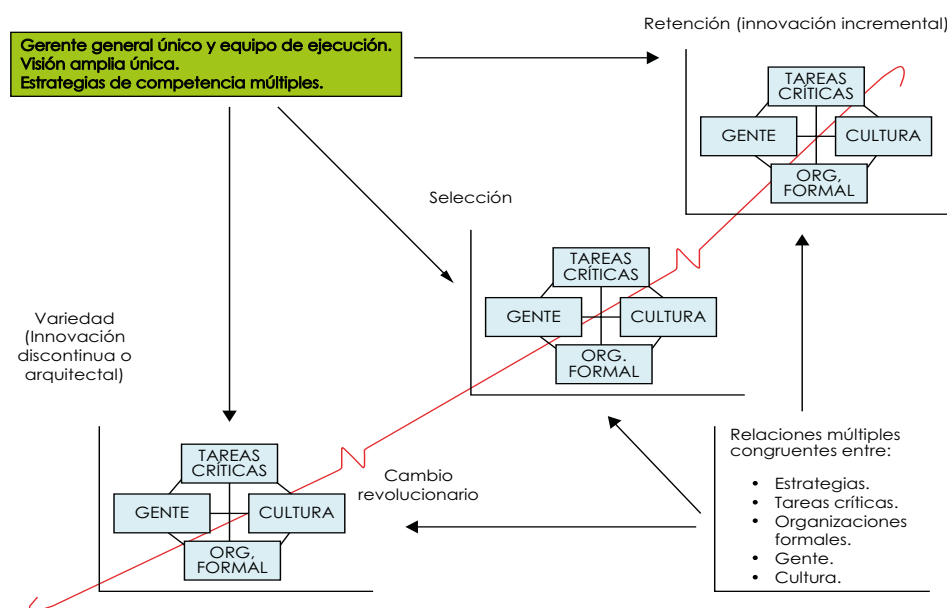 Retención (innovación incremental)
Gerente general único y equipo de ejecución.
Visión amplia única.
Estrategias de competencia múltiples.
TAREAS
CRÍTICAS
GENTE
CULTURA
ORG,
FORMAL
Selección
TAREAS
CRÍTICAS
GENTE
CULTURA
ORG.
FORMAL
Variedad
(Innovación
discontinua o
arquitectal)
TAREAS
CRÍTICAS
GENTE
CULTURA
ORG,
FORMAL
Cambio
revolucionario
Relaciones múltiples
congruentes entre:
• Estrategias.
• Tareas críticas.
• Organizaciones
formales.
• Gente.
• Cultura.